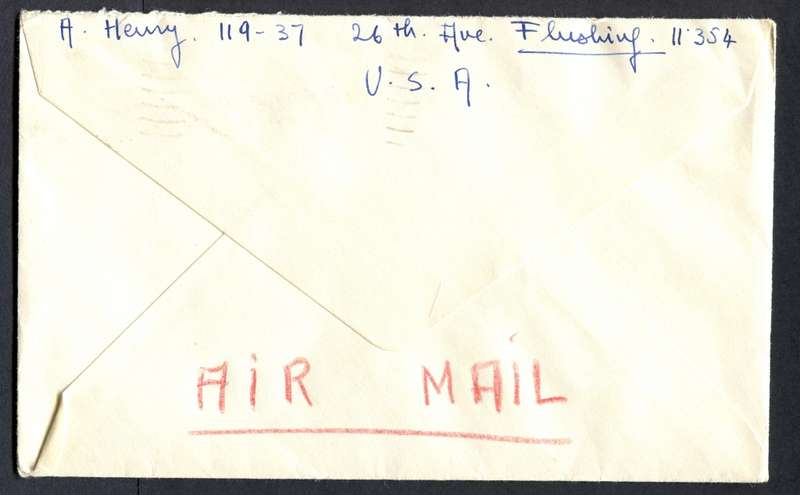 A. Henry. 119-37 26th. Ave. Flushing. 11354
U. S. A.
AiR MAiL